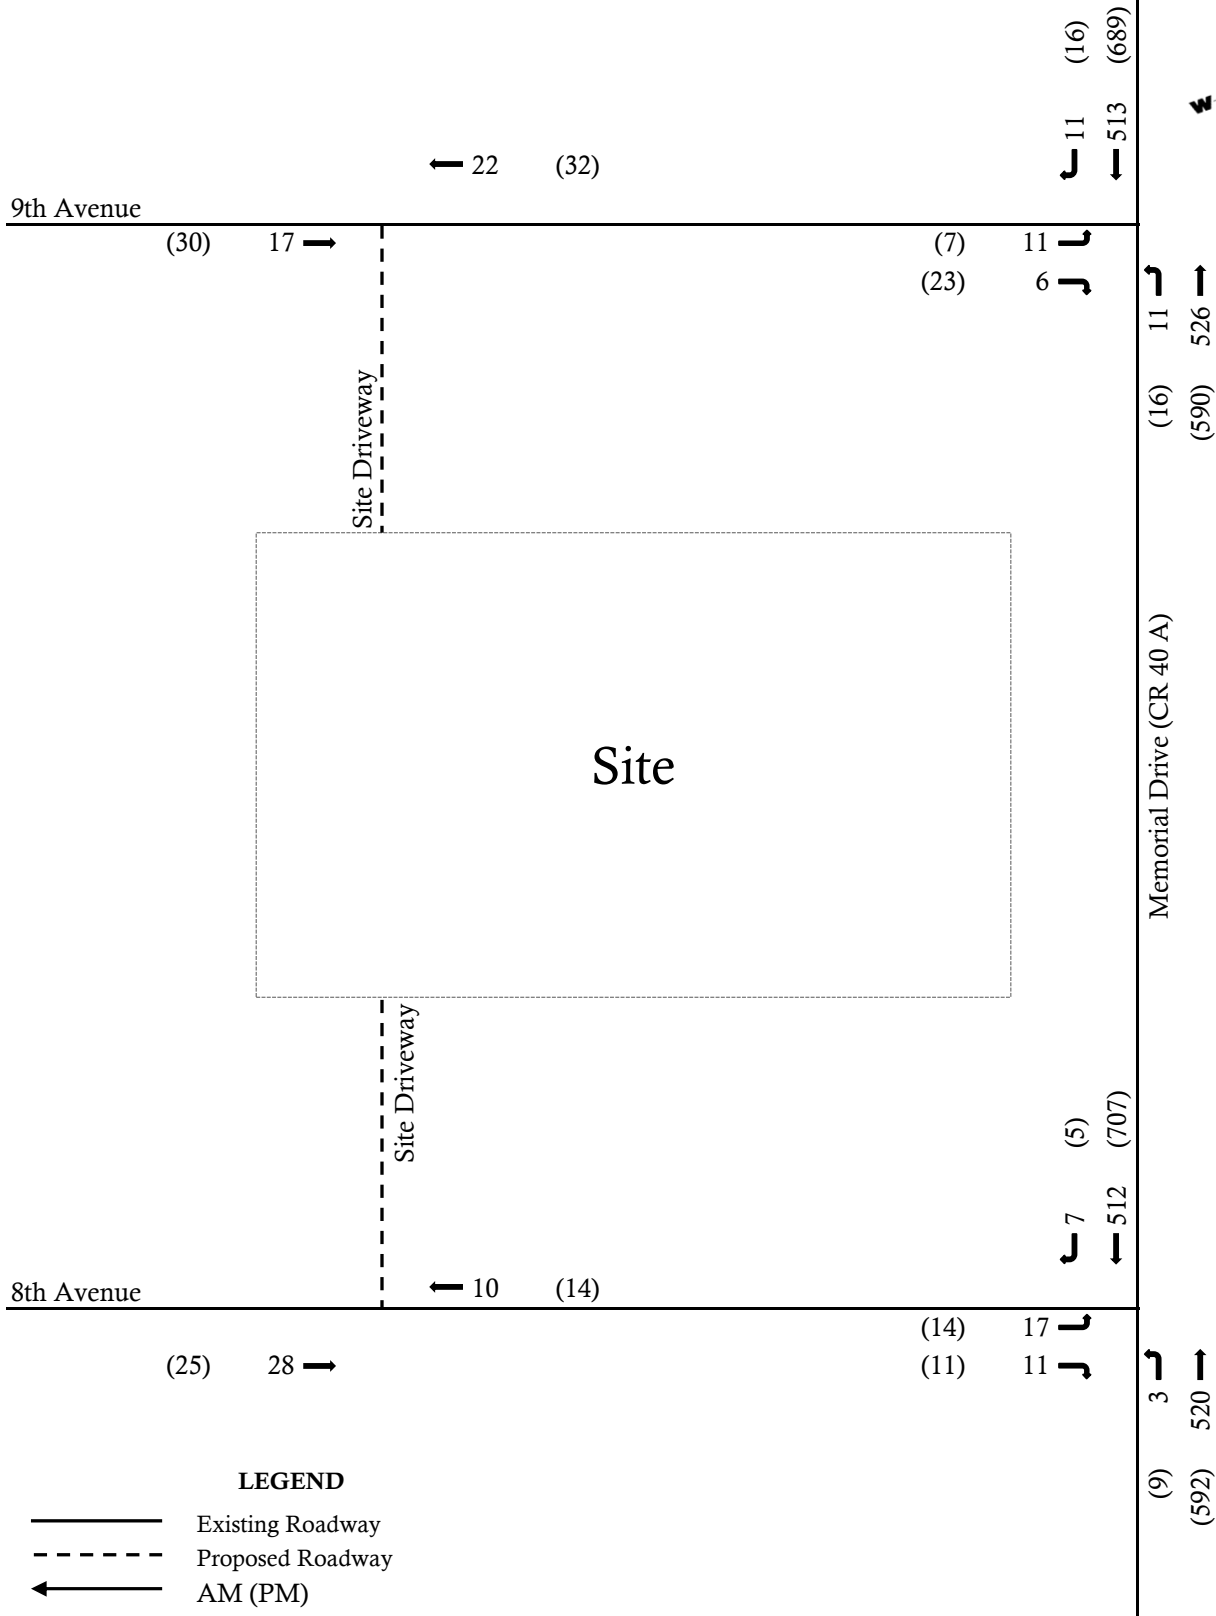 (16) (689)
11 513
W
22 (32)
9th Avenue
(30) 17
(7) 11
(23) 6
11 526
(16) (590)
Site Driveway
Site
Memorial Drive (CR 40 A)
Site Driveway
(5) (707)
7 512
10 (14)
8th Avenue
(14) 17
(25) 28
(11) 11
3 520
(9) (592)
LEGEND
Existing Roadway
Proposed Roadway
AM (PM)